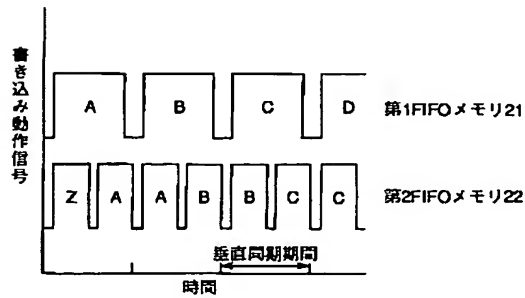 書き込み動作信号
A B C D 第1FIFOメモリ21
Z A A B B C C 第2FIFOメモリ22
垂直同期期間
時間